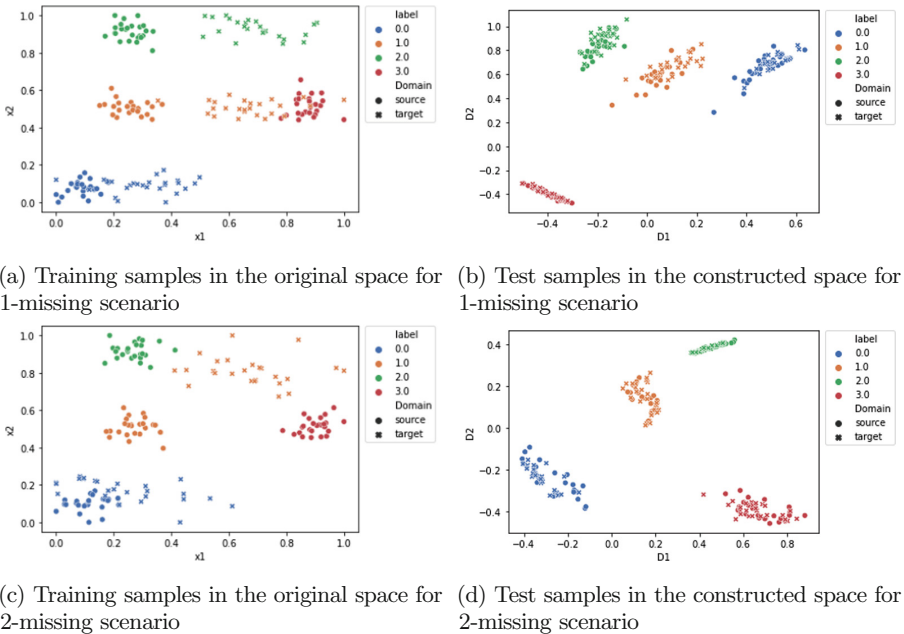 1.0
0.8
0.6
0.4
0.2
0.0
x2
0.0 0.2 0.4 0.6 0.8 1.0
x1
label
0.0
1.0
2.0
3.0
Domain
source
target
1.0
0.8
0.6
0.4
0.2
0.0
−0.2
−0.4
D2
−0.4 −0.2 0.0 0.2 0.4 0.6
D1
label
0.0
1.0
2.0
3.0
Domain
source
target
(a) Training samples in the original space for
1-missing scenario
(b) Test samples in the constructed space for
1-missing scenario
1.0
0.8
0.6
0.4
0.2
0.0
x2
0.0 0.2 0.4 0.6 0.8 1.0
x1
label
0.0
1.0
2.0
3.0
Domain
source
target
0.4
0.2
0.0
−0.2
−0.4
D2
−0.4 −0.2 0.0 0.2 0.4 0.6 0.8
D1
label
0.0
1.0
2.0
3.0
Domain
source
target
(c) Training samples in the original space for
2-missing scenario
(d) Test samples in the constructed space for
2-missing scenario